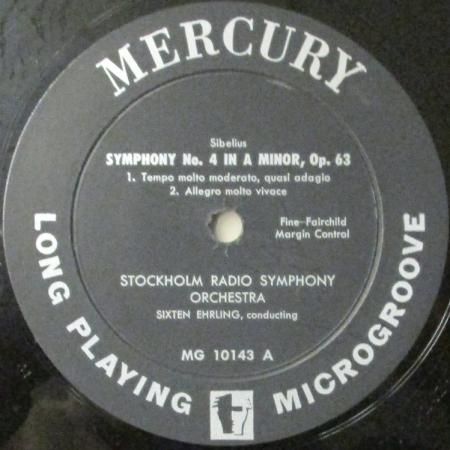 MERCURY
Sibelius
SYMPHONY No. 4 IN A MINOR, Op. 63
1. Tempo molto moderato, quasi adagio
2. Allegro molto vivace
Fine-Fairchild
Margin Control
STOCKHOLM RADIO SYMPHONY
ORCHESTRA
SIXTEN EHRLING, conducting
MG 10143 A
LONG PLAYING MICROGROOVE